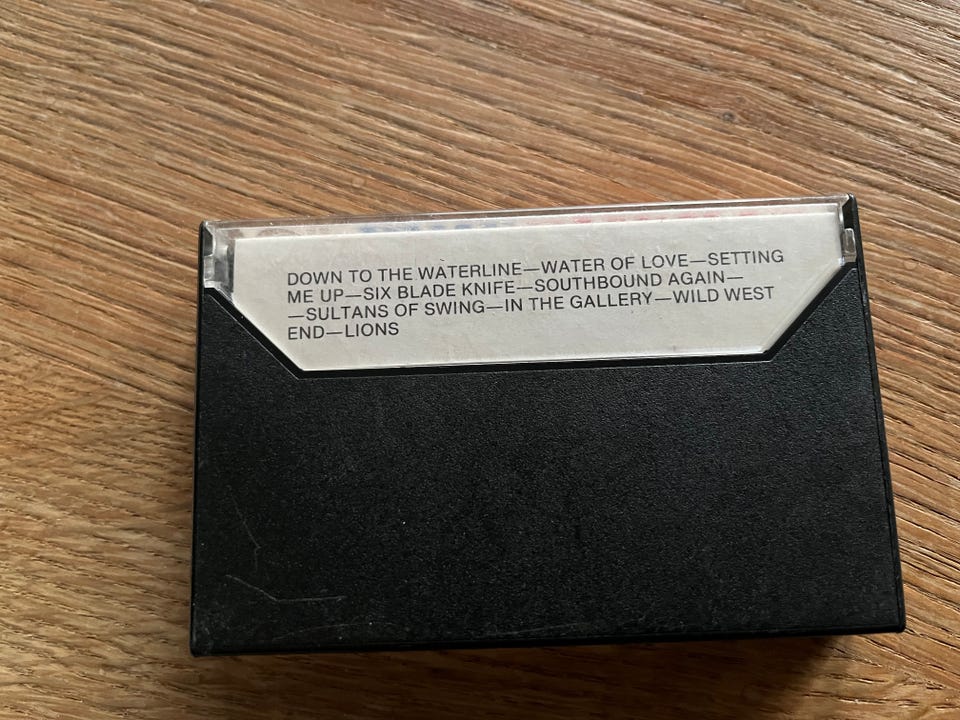 DOWN TO THE WATERLINE—WATER OF LOVE—SETTING
ME UP—SIX BLADE KNIFE—SOUTHBOUND AGAIN—
—SULTANS OF SWING—IN THE GALLERY—WILD WEST
END—LIONS